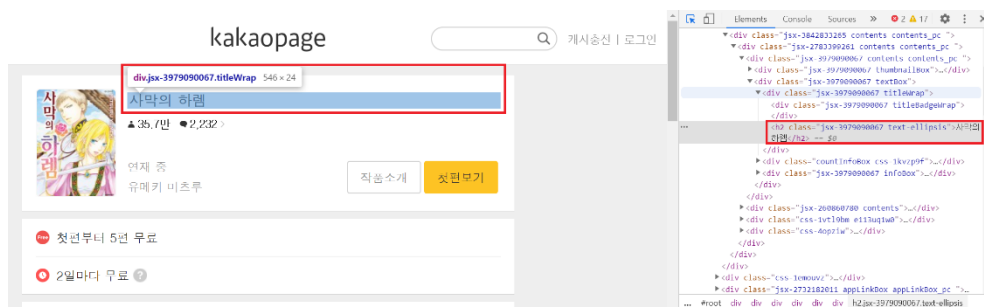 kakaopage
게시충신 | 로그인
div.jsx-3979090067.titleWrap 546 × 24
사막의 하렘
사막의
하렘
35,7만 2,232 >
연재 중
유메키 미츠루
작품소개
첫편보기
Free 첫편부터 5편 무료
2일마다 무료 ?
Elements Console Sources » 2 17
<div class="jsx-3842833265 contents contents_pc ">
<div class="jsx-2783399261 contents contents_pc ">
<div class="jsx-3979090067 contents contents_pc ">
<div class="jsx-3979090067 thumbnailBox">…</div>
<div class="jsx-3979090067 textBox">
<div class="jsx-3979090067 titleWrap">
<div class="jsx-3979090067 titleBadgeWrap">
</div>
<h2 class="jsx-3979090067 text-ellipsis">사막의
하렘</h2> == $0
</div>
<div class="countInfoBox css-1kvzp9f">…</div>
<div class="jsx-3979090067 infoBox">…</div>
</div>
</div>
<div class="jsx-260860780 contents">…</div>
<div class="css-1vtl9bm e113uqiw0">…</div>
<div class="css-4opziw">…</div>
</div>
</div>
</div>
<div class="css-1emouvz">…</div>
<div class="jsx-2732182011 appLinkBox appLinkBox_pc ">…
… #root div div div div div div h2.jsx-3979090067.text-ellipsis